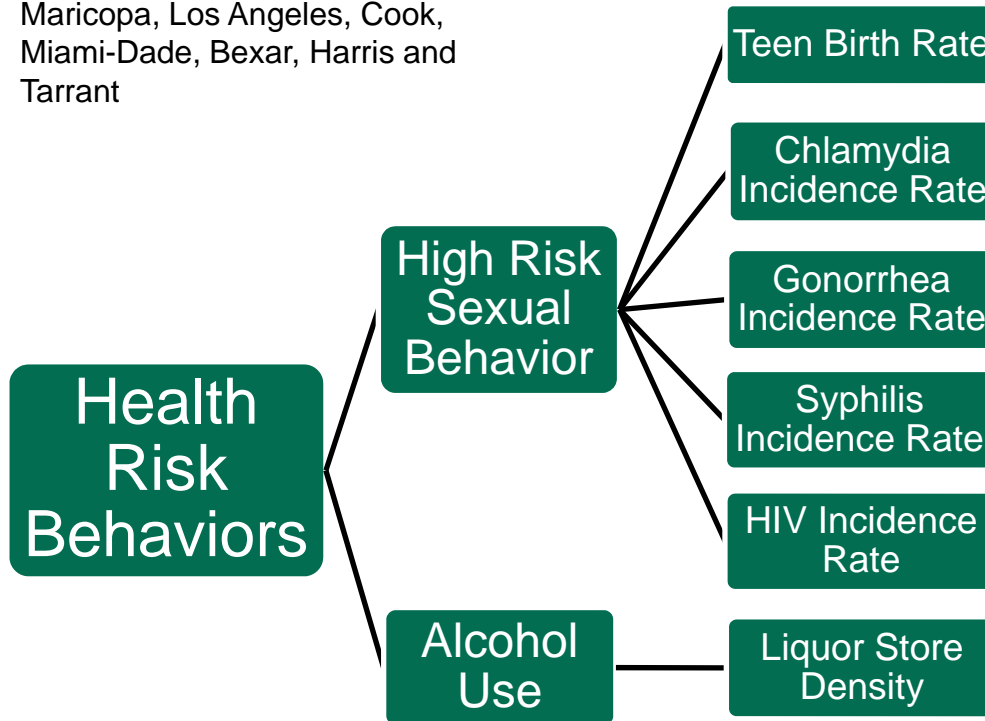 Maricopa, Los Angeles, Cook,
Miami-Dade, Bexar, Harris and
Tarrant
Teen Birth Rate
Chlamydia
Incidence Rate
Gonorrhea
Incidence Rate
High Risk
Sexual
Behavior
Syphilis
Incidence Rate
Health
Risk
Behaviors
HIV Incidence
Rate
Alcohol
Use
Liquor Store
Density